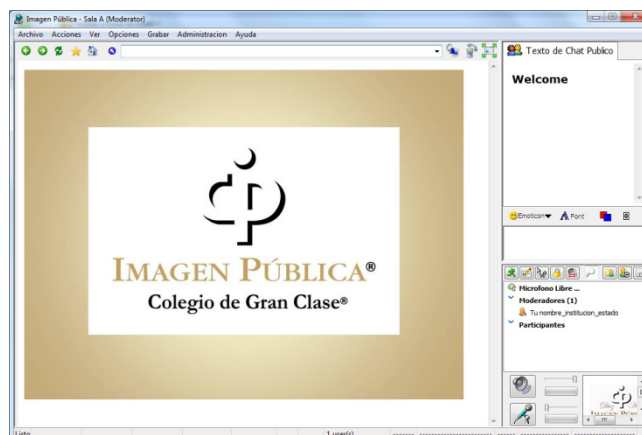 Imagen Pública - Sala A (Moderator)
Archivo Acciones Ver Opciones Grabar Administracion Ayuda
Texto de Chat Publico
Welcome
IMAGEN PÚBLICA®
Colegio de Gran Clase®
Emoticon Font
Microfono Libre ...
Moderadores (1)
Tu nombre_institucion_estado
Participantes
Listo
1 user(s)